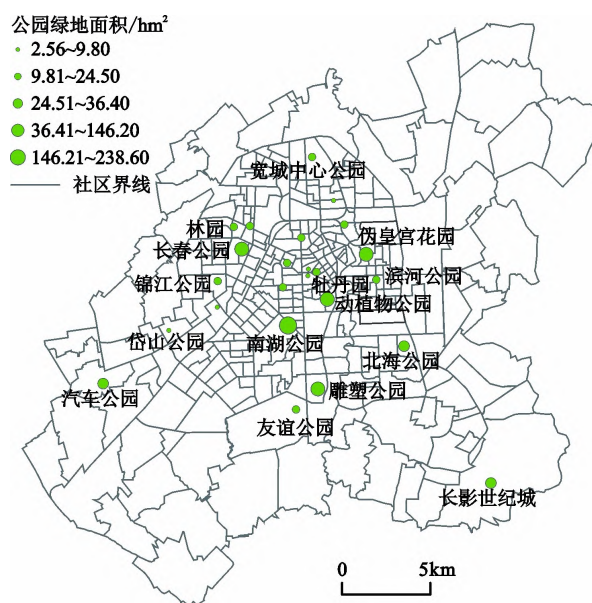 公园绿地面积/hm²
2.56~9.80
9.81~24.50
24.51~36.40
36.41~146.20
146.21~238.60
社区界线
宽城中心公园
林园
伪皇宫花园
长春公园
锦江公园
滨河公园
牡丹园
动植物公园
岱山公园
南湖公园
北海公园
汽车公园
雕塑公园
友谊公园
长影世纪城
0 5km